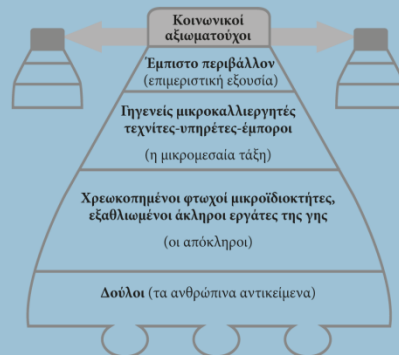 Κοινωνικοί
αξιωματούχοι
Έμπιστο περιβάλλον
(επιμεριστική εξουσία)
Γηγενείς μικροκαλλιεργητές
τεχνίτες-υπηρέτες-έμποροι
(η μικρομεσαία τάξη)
Χρεωκοπημένοι φτωχοί μικροϊδιοκτήτες,
εξαθλιωμένοι άκληροι εργάτες της γης
(οι απόκληροι)
Δούλοι (τα ανθρώπινα αντικείμενα)